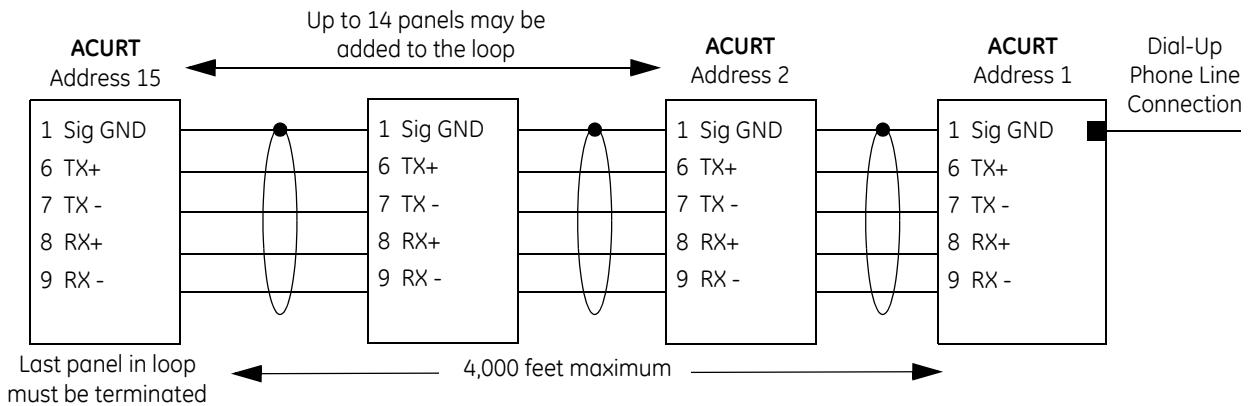 Up to 14 panels may be
added to the loop
ACURT
Address 15
ACURT
Address 2
ACURT
Address 1
Dial-Up
Phone Line
Connection
1 Sig GND
6 TX+
7 TX -
8 RX+
9 RX -
1 Sig GND
6 TX+
7 TX -
8 RX+
9 RX -
1 Sig GND
6 TX+
7 TX -
8 RX+
9 RX -
1 Sig GND
6 TX+
7 TX -
8 RX+
9 RX -
Last panel in loop
must be terminated
4,000 feet maximum